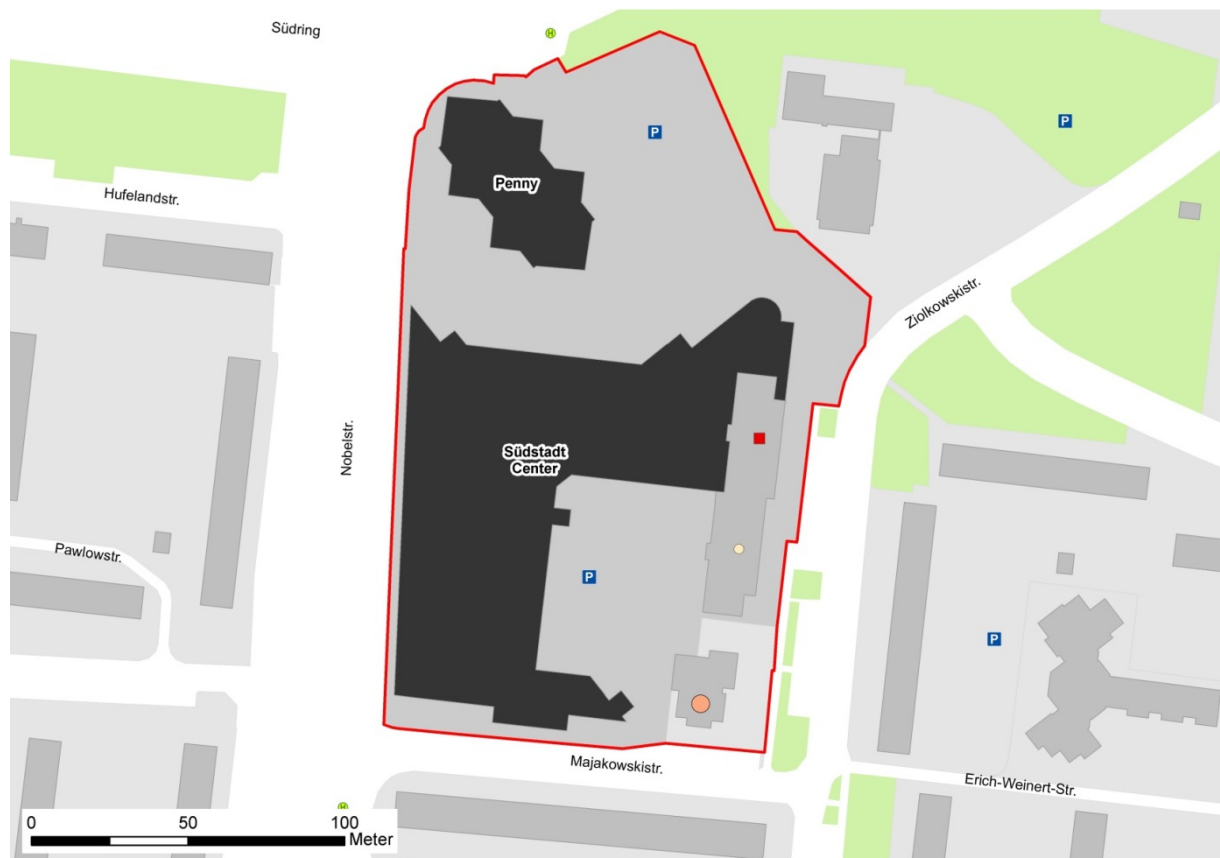 Südring
H
P
P
Penny
Hufelandstr.
Ziolkowskistr.
Nobelstr.
Südstadt
Center
Pawlowstr.
P
P
Majakowskistr.
Erich-Weinert-Str.
H
0 50 100
Meter